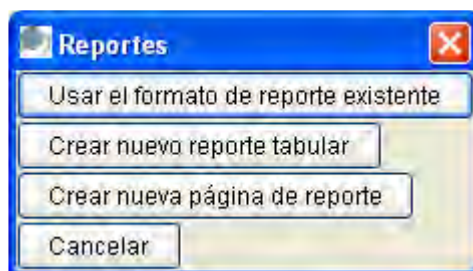 Reportes
Usar el formato de reporte existente
Crear nuevo reporte tabular
Crear nueva página de reporte
Cancelar